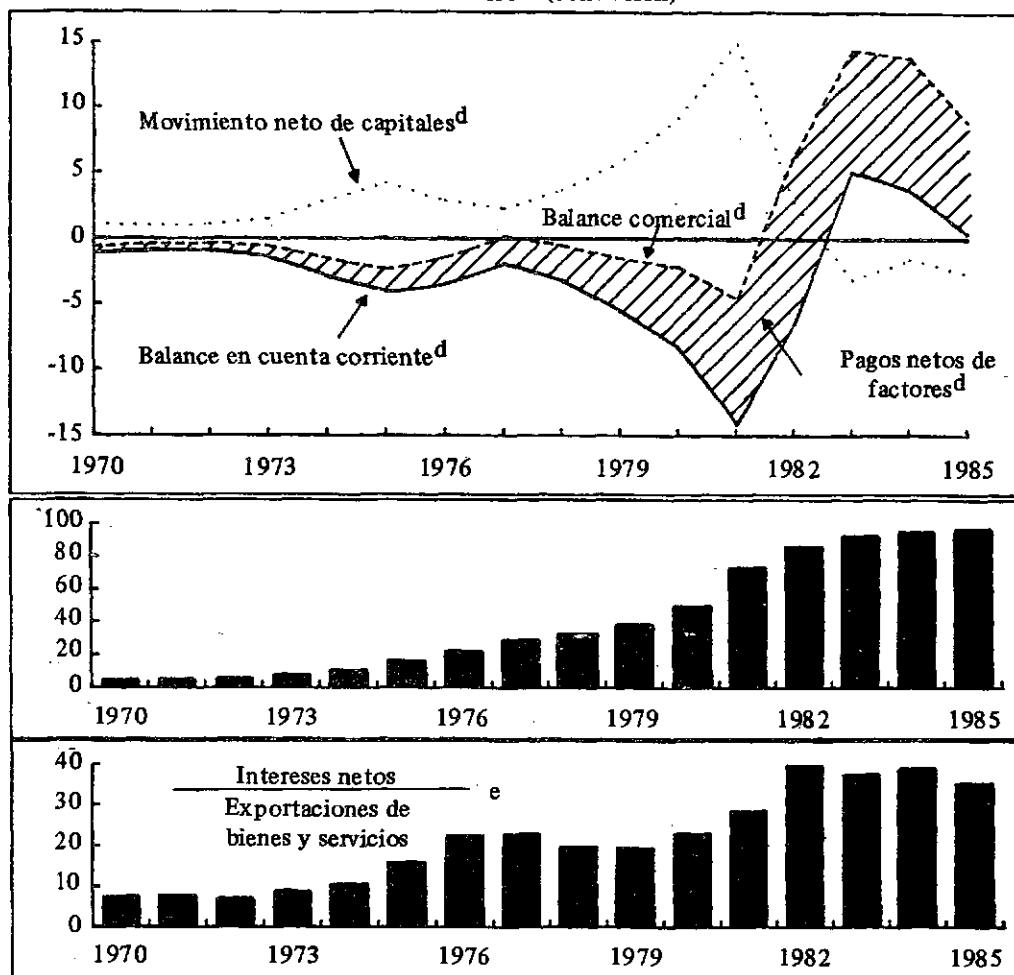 15
10
5
0
-5
-10
-15
Movimiento neto de capitales d
Balance comercial d
Balance en cuenta corriente d
Pagos netos de
factores d
1970 1973 1976 1979 1982 1985
100
80
60
40
20
0
1970 1973 1976 1979 1982 1985
40
30
20
10
0
Intereses netos
e
Exportaciones de
bienes y servicios
1970 1973 1976 1979 1982 1985